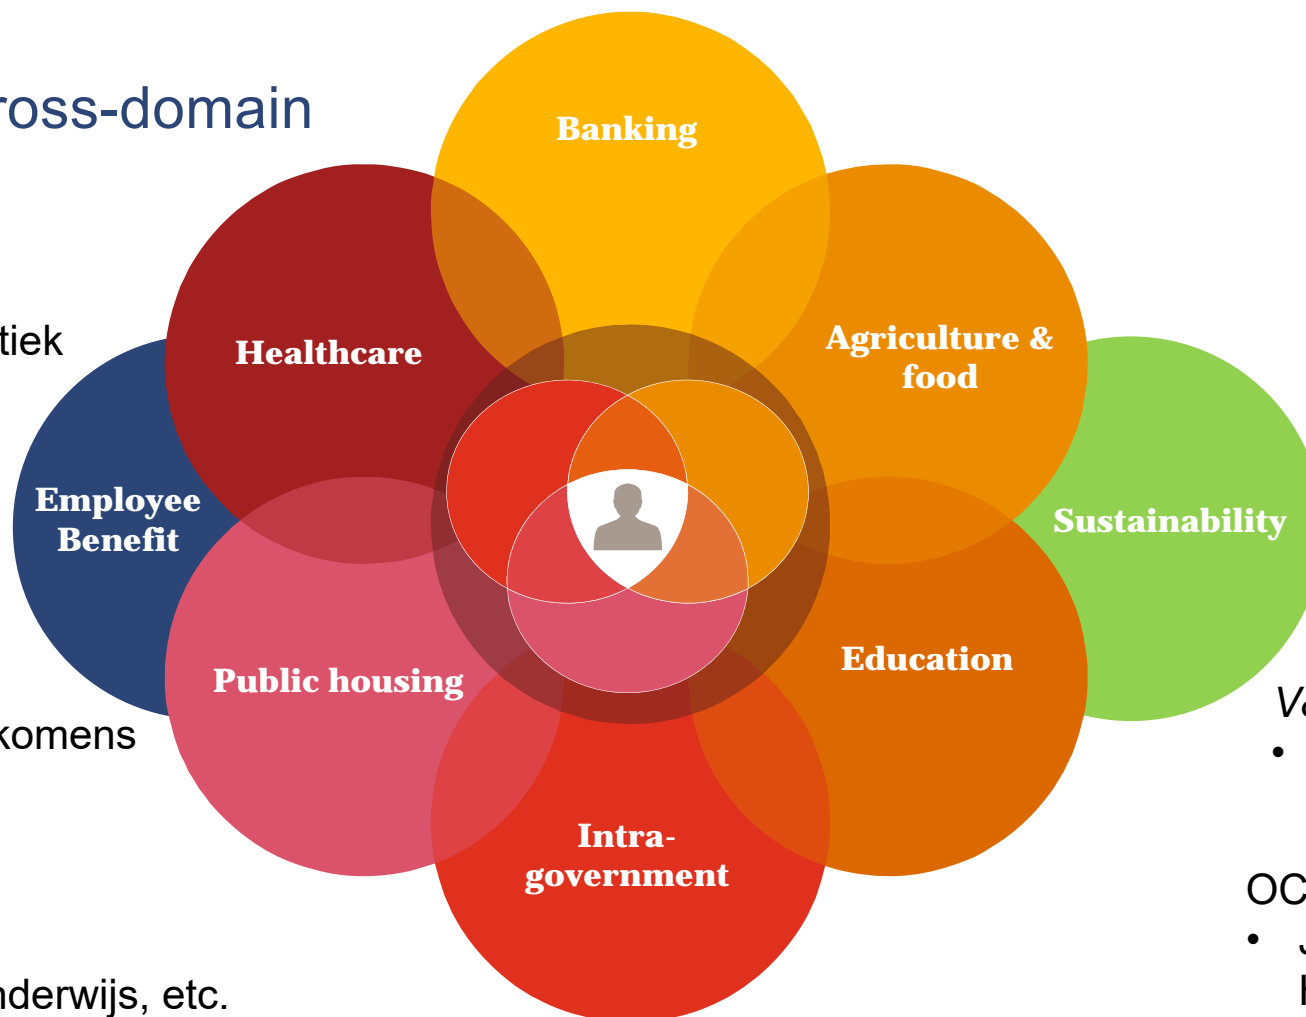 ross-domain
Banking
tiek
Healthcare
Agriculture &
food
Employee
Benefit
Sustainability
Public housing
Education
komens
•
Intra-
government
OC
•
nderwijs, etc.